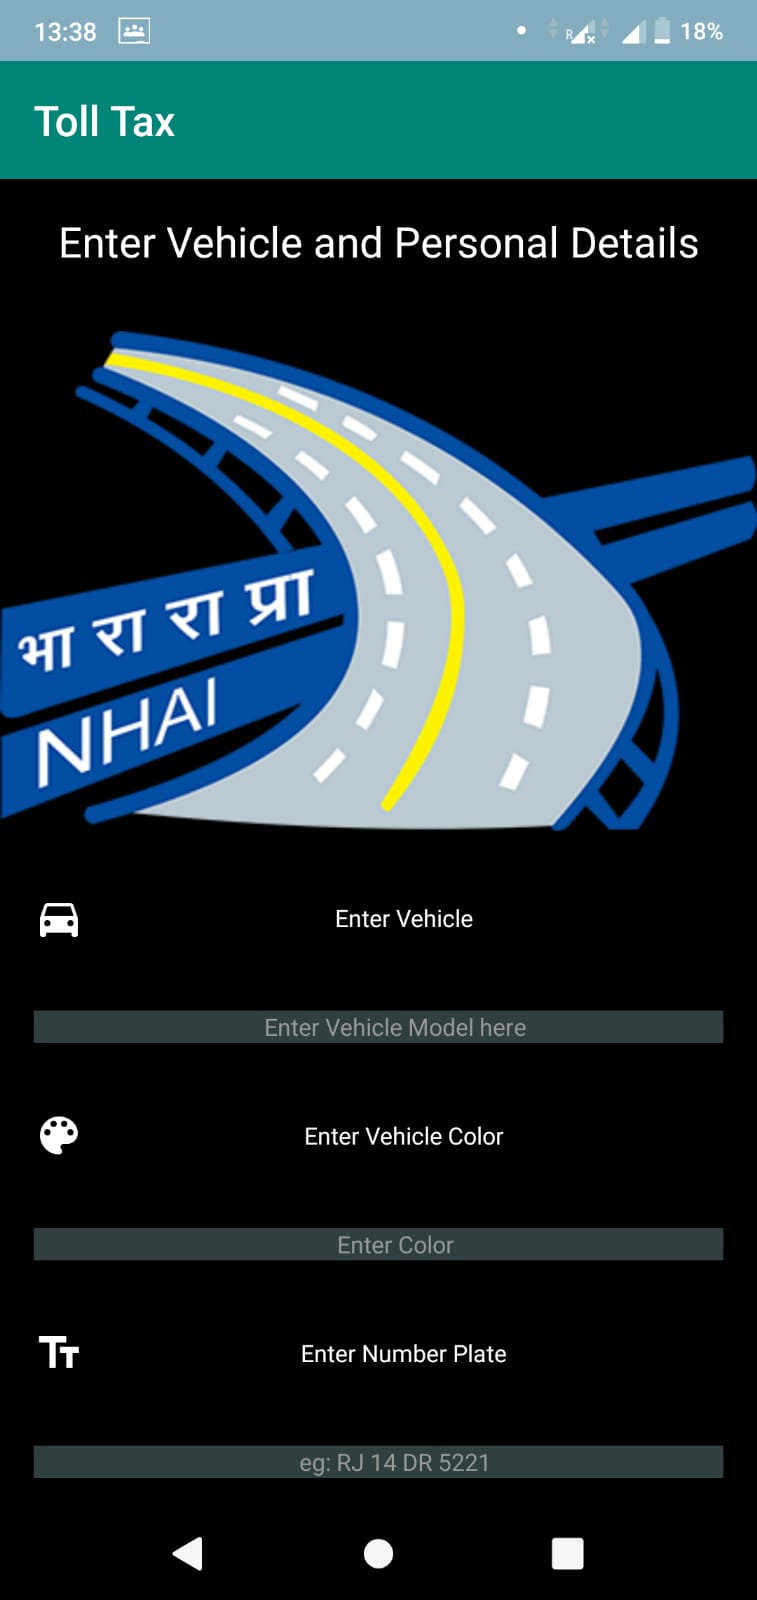 13:38
R
18%
Toll Tax
Enter Vehicle and Personal Details
भा रा रा प्रा
NHAI
Enter Vehicle
Enter Vehicle Model here
Enter Vehicle Color
Enter Color
Tт
Enter Number Plate
eg: RJ 14 DR 5221